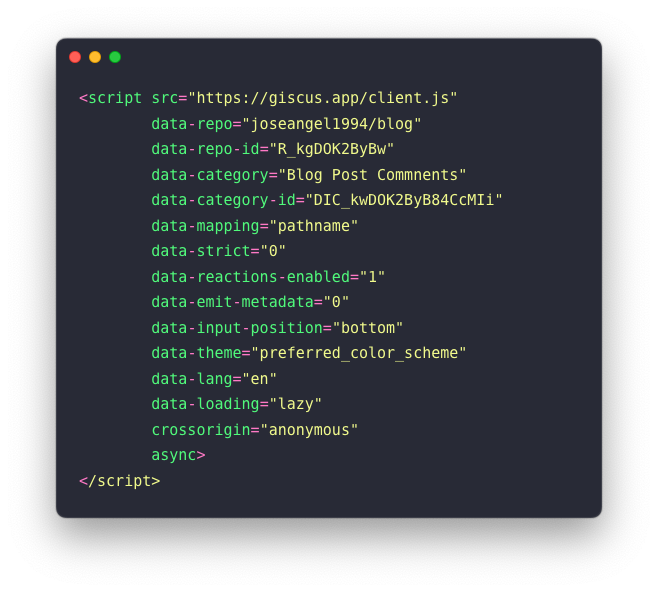 <script src="https://giscus.app/client.js"
data-repo="joseangel1994/blog"
data-repo-id="R_kgDOK2ByBw"
data-category="Blog Post Commnents"
data-category-id="DIC_kwDOK2ByB84CcMIi"
data-mapping="pathname"
data-strict="0"
data-reactions-enabled="1"
data-emit-metadata="0"
data-input-position="bottom"
data-theme="preferred_color_scheme"
data-lang="en"
data-loading="lazy"
crossorigin="anonymous"
async>
</script>